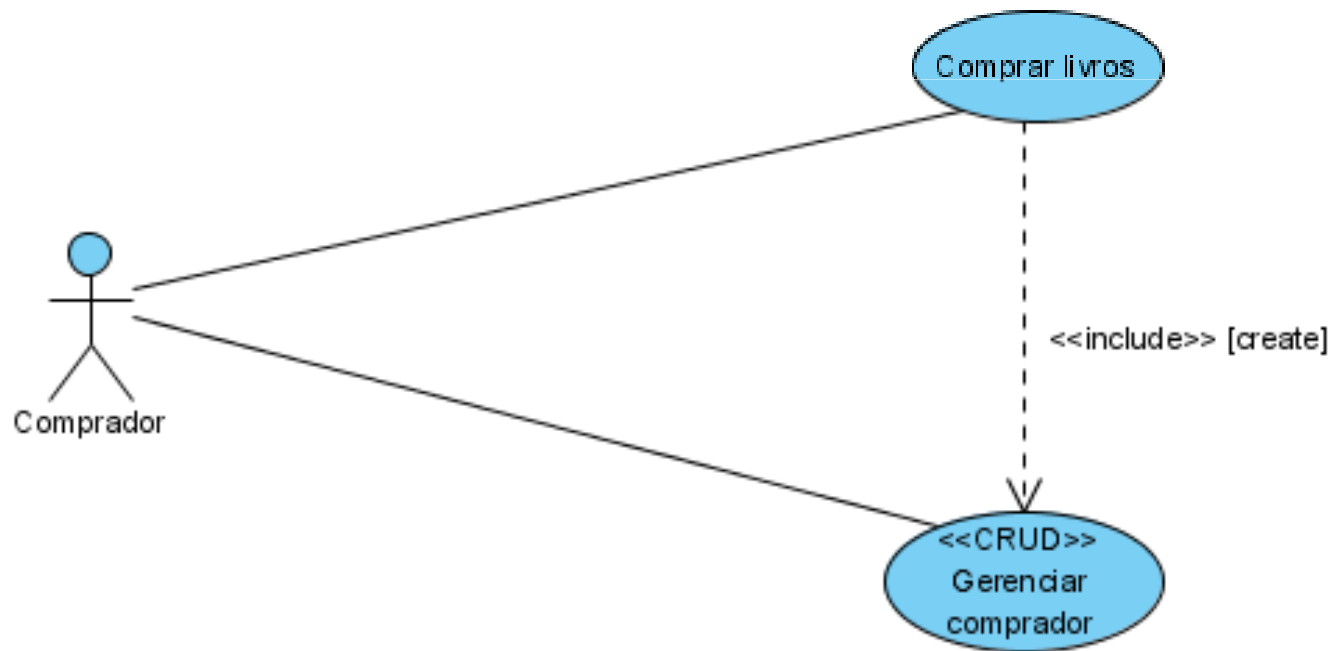 Comprar livros
<<include>> [create]
Comprador
<<CRUD>>
Gerenciar
comprador